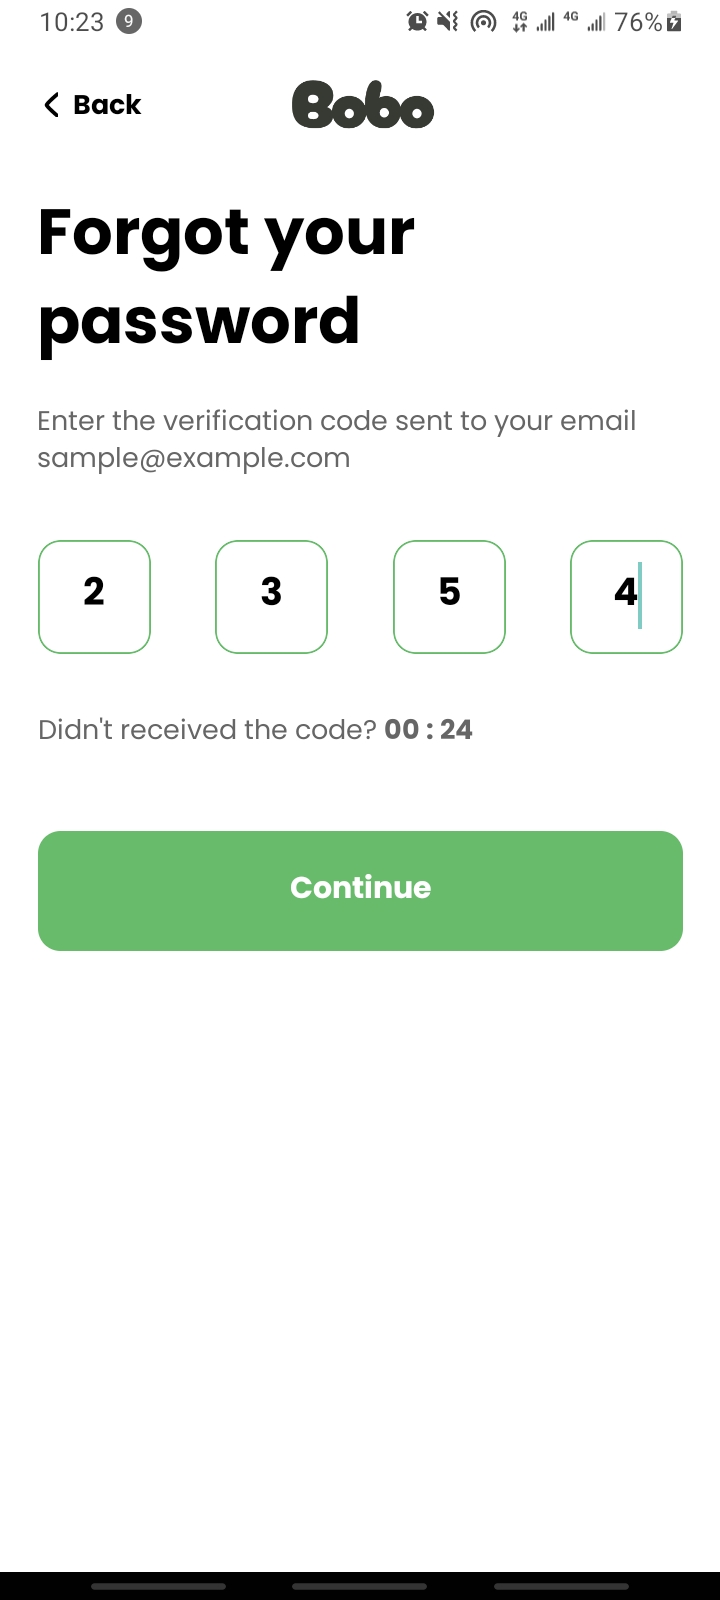 10:23 9 4G 4G 76%
Back
Bobo
Forgot your
password
Enter the verification code sent to your email
sample@example.com
2 3 5 4
Didn't received the code? 00 : 24
Continue